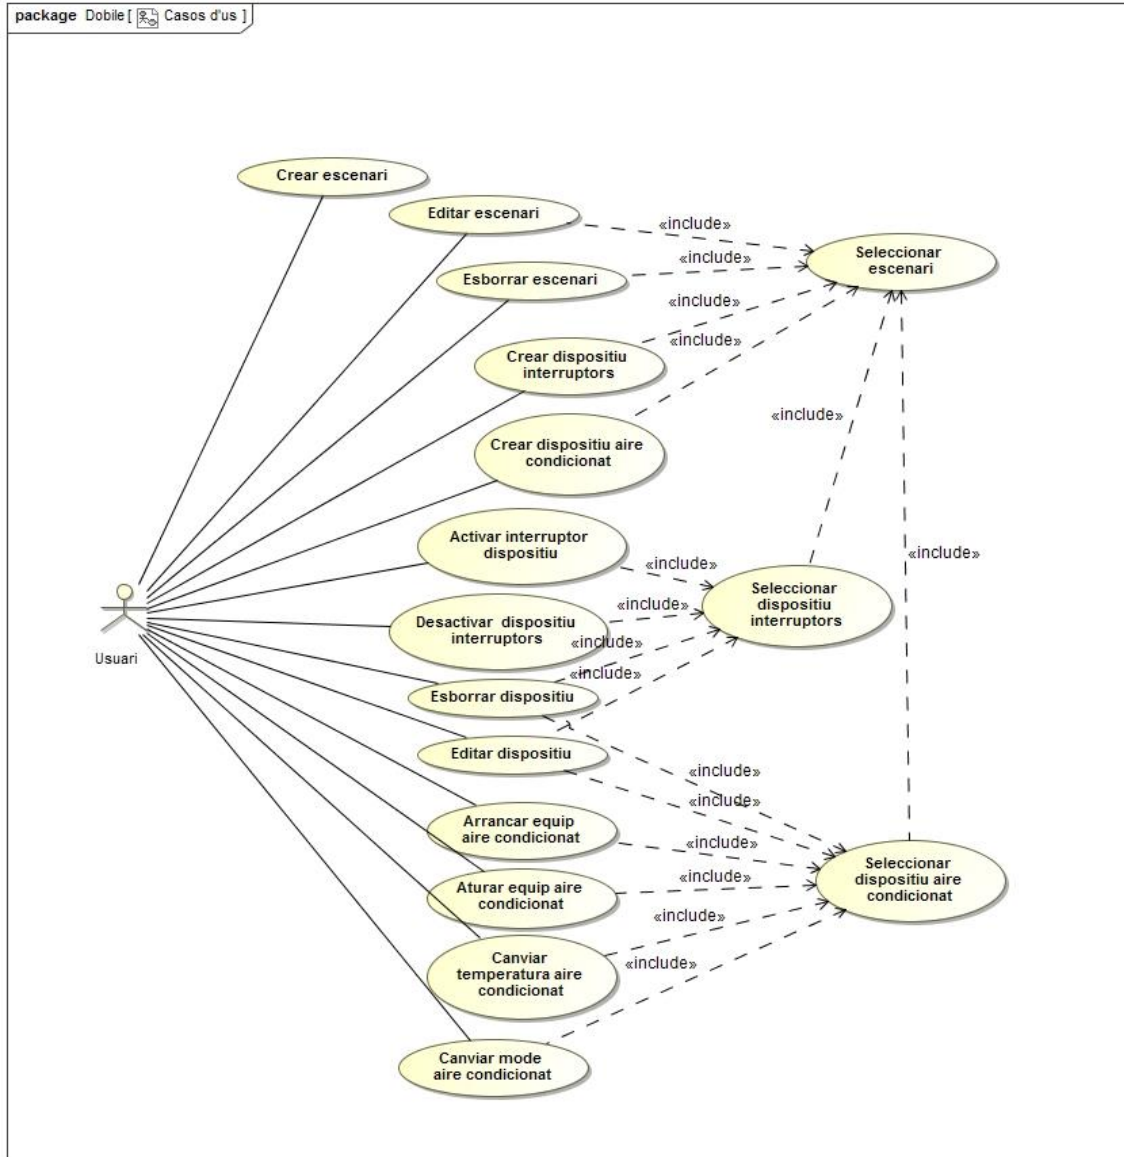 package Dobile [ Casos d'us ]
Crear escenari
Editar escenari
«include»
Seleccionar
escenari
Esborrar escenari
«include»
«include»
Crear dispositiu
interruptors
«include»
Crear dispositiu aire
condicionat
«include»
Activar interruptor
dispositiu
«include»
«include»
Seleccionar
dispositiu
interruptors
Desactivar dispositiu
interruptors
«include»
«include»
«include»
Usuari
Esborrar dispositiu
Editar dispositiu
«include»
«include»
Arrancar equip
aire condicionat
«include»
Seleccionar
dispositiu aire
condicionat
Aturar equip aire
condicionat
«include»
«include»
Canviar
temperatura aire
condicionat
«include»
Canviar mode
aire condicionat